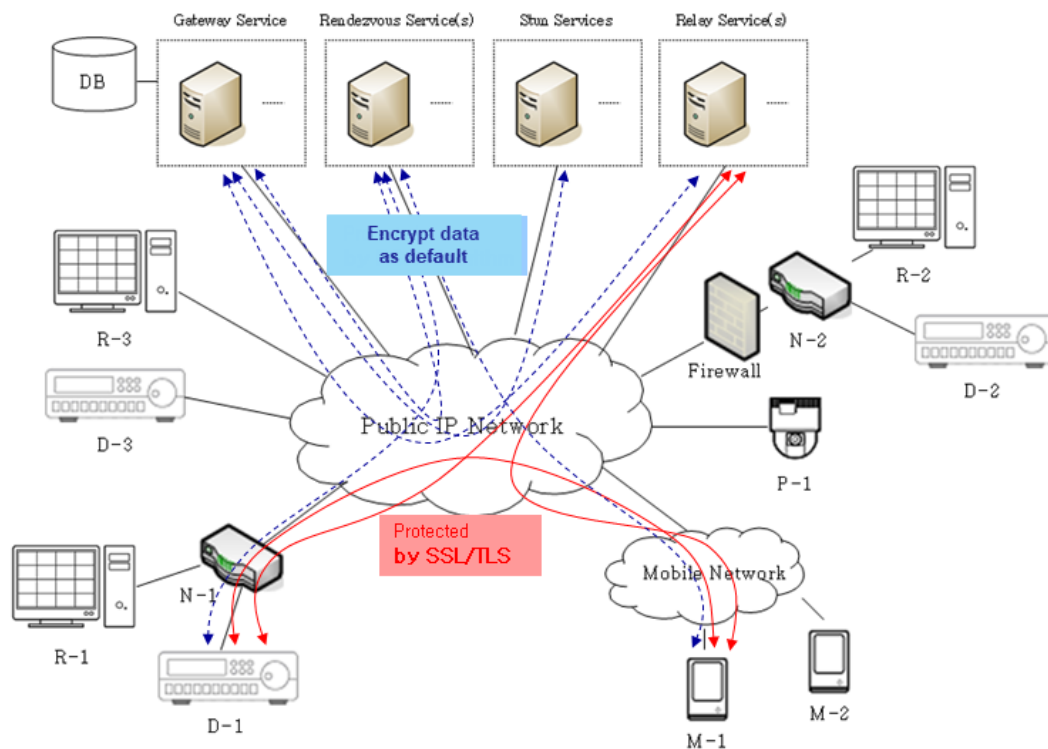 Gateway Service
Rendezvous Service(s)
Stun Services
Relay Service(s)
DB
Encrypt data
as default
R-3
R-2
N-2
Firewall
D-2
D-3
Public IP Network
P-1
Protected
by SSL/TLS
Mobile Network
N-1
R-1
D-1
M-2
M-1